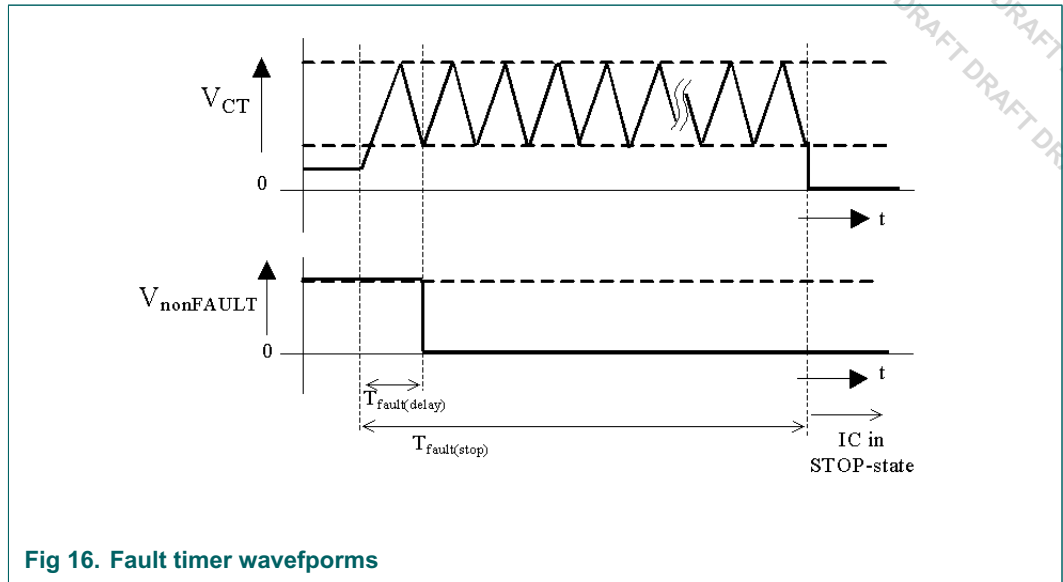 DRAFT DRAFT DRAFT
DRAFT
V_CT
0
t
V_nonFAULT
0
t
T_fault(delay)
T_fault(stop)
IC in
STOP-state
Fig 16. Fault timer wavefporms